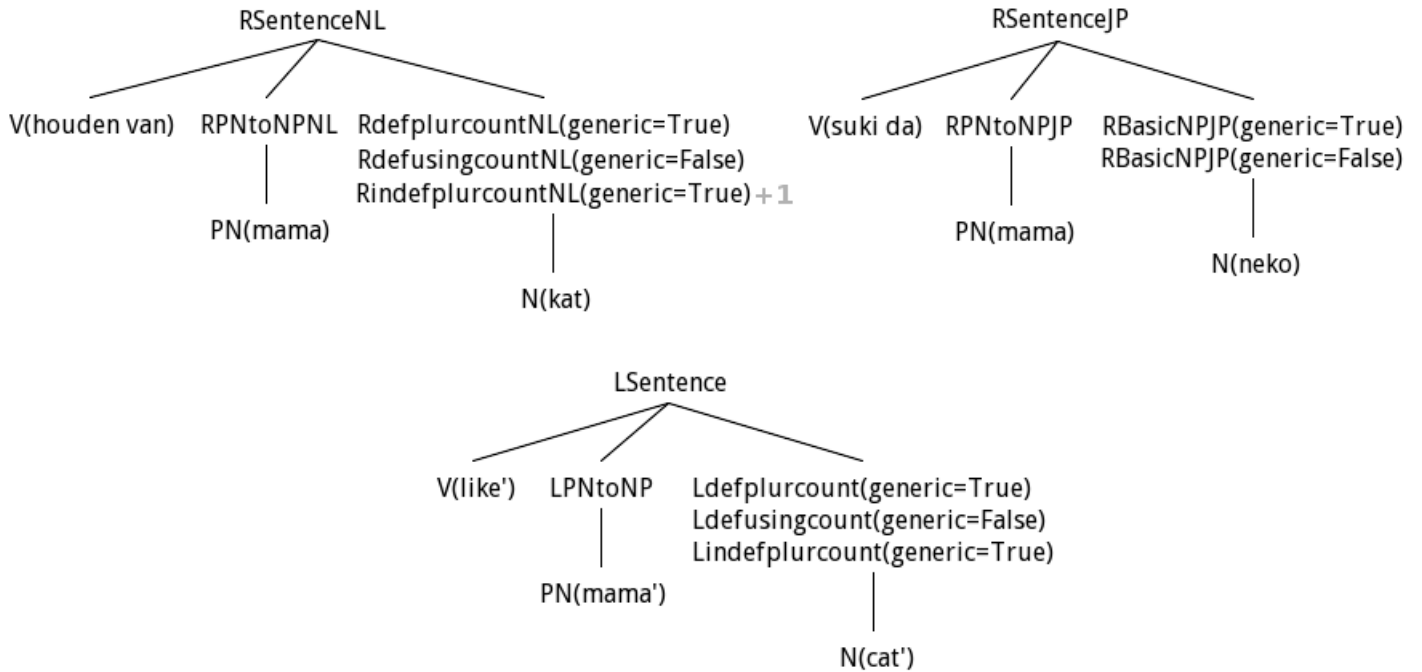 RSentenceNL
V(houden van) RPNtoNPNL RdefplurcountNL(generic=True)
RdefusingcountNL(generic=False)
RindefplurcountNL(generic=True) +1
PN(mama)
N(kat)
RSentenceJP
V(suki da) RPNtoNPJP RBasicNPJP(generic=True)
RBasicNPJP(generic=False)
PN(mama)
N(neko)
LSentence
V(like') LPNtoNP Ldefplurcount(generic=True)
Ldefusingcount(generic=False)
Lindefplurcount(generic=True)
PN(mama')
N(cat')